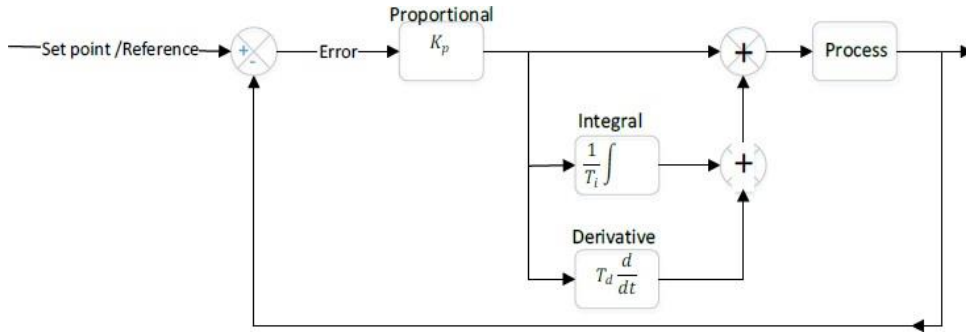 Proportional
K_p
Set point /Reference
+
-
Error
+
Process
Integral
1/T_i ∫
+
Derivative
T_d d/dt